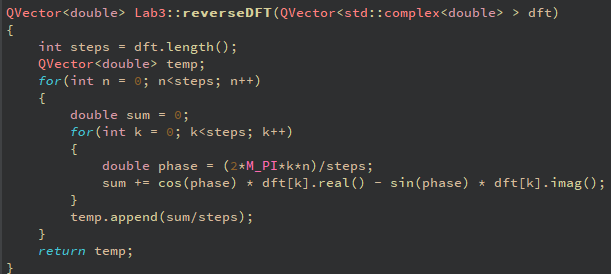 QVector<double> Lab3::reverseDFT(QVector<std::complex<double> > dft)
{
    int steps = dft.length();
    QVector<double> temp;
    for(int n = 0; n<steps; n++)
    {
        double sum = 0;
        for(int k = 0; k<steps; k++)
        {
            double phase = (2*M_PI*k*n)/steps;
            sum += cos(phase) * dft[k].real() - sin(phase) * dft[k].imag();
        }
        temp.append(sum/steps);
    }
    return temp;
}